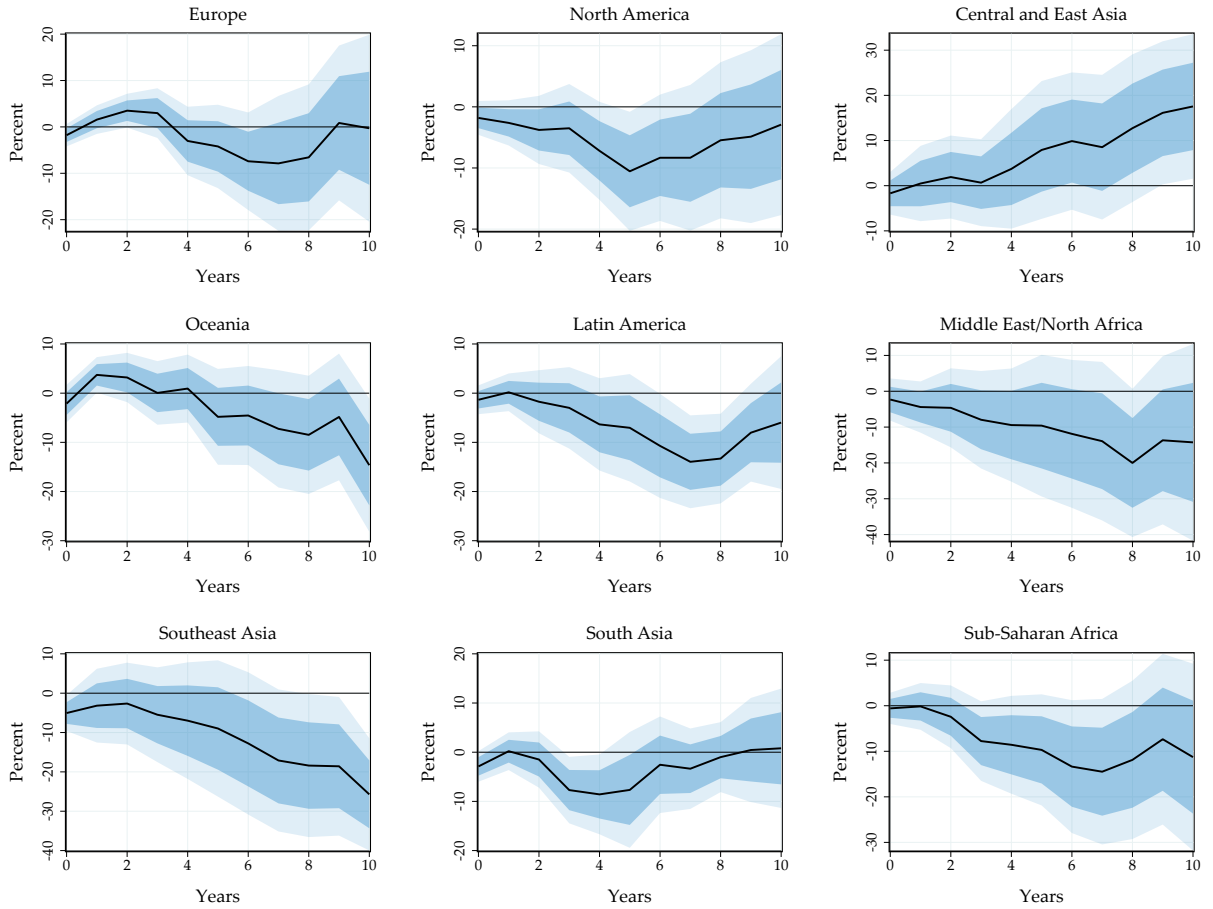 Europe
20
10
0
-10
-20
Percent
0 2 4 6 8 10
Years
North America
10
0
-10
-20
Percent
0 2 4 6 8 10
Years
Central and East Asia
30
20
10
0
-10
Percent
0 2 4 6 8 10
Years
Oceania
10
0
-10
-20
-30
Percent
0 2 4 6 8 10
Years
Latin America
10
0
-10
-20
-30
Percent
0 2 4 6 8 10
Years
Middle East/North Africa
10
0
-10
-20
-30
-40
Percent
0 2 4 6 8 10
Years
Southeast Asia
10
0
-10
-20
-30
-40
Percent
0 2 4 6 8 10
Years
South Asia
20
10
0
-10
-20
Percent
0 2 4 6 8 10
Years
Sub-Saharan Africa
10
0
-10
-20
-30
Percent
0 2 4 6 8 10
Years